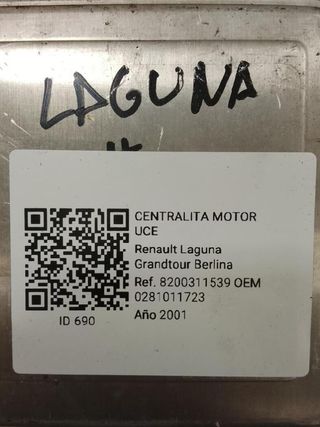 LAGUNA
CENTRALITA MOTOR
UCE
Renault Laguna
Grandtour Berlina
Ref. 8200311539 OEM
0281011723
Año 2001
ID 690